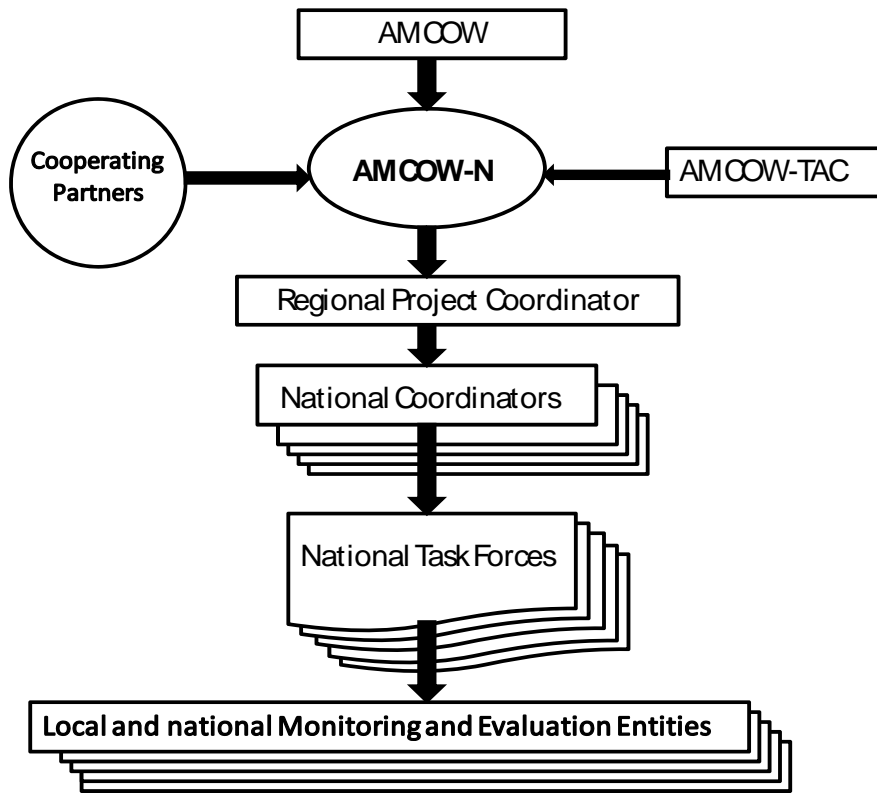 AMCOW
Cooperating
Partners
AMCOW-N
AMCOW-TAC
Regional Project Coordinator
National Coordinators
National Task Forces
Local and national Monitoring and Evaluation Entities